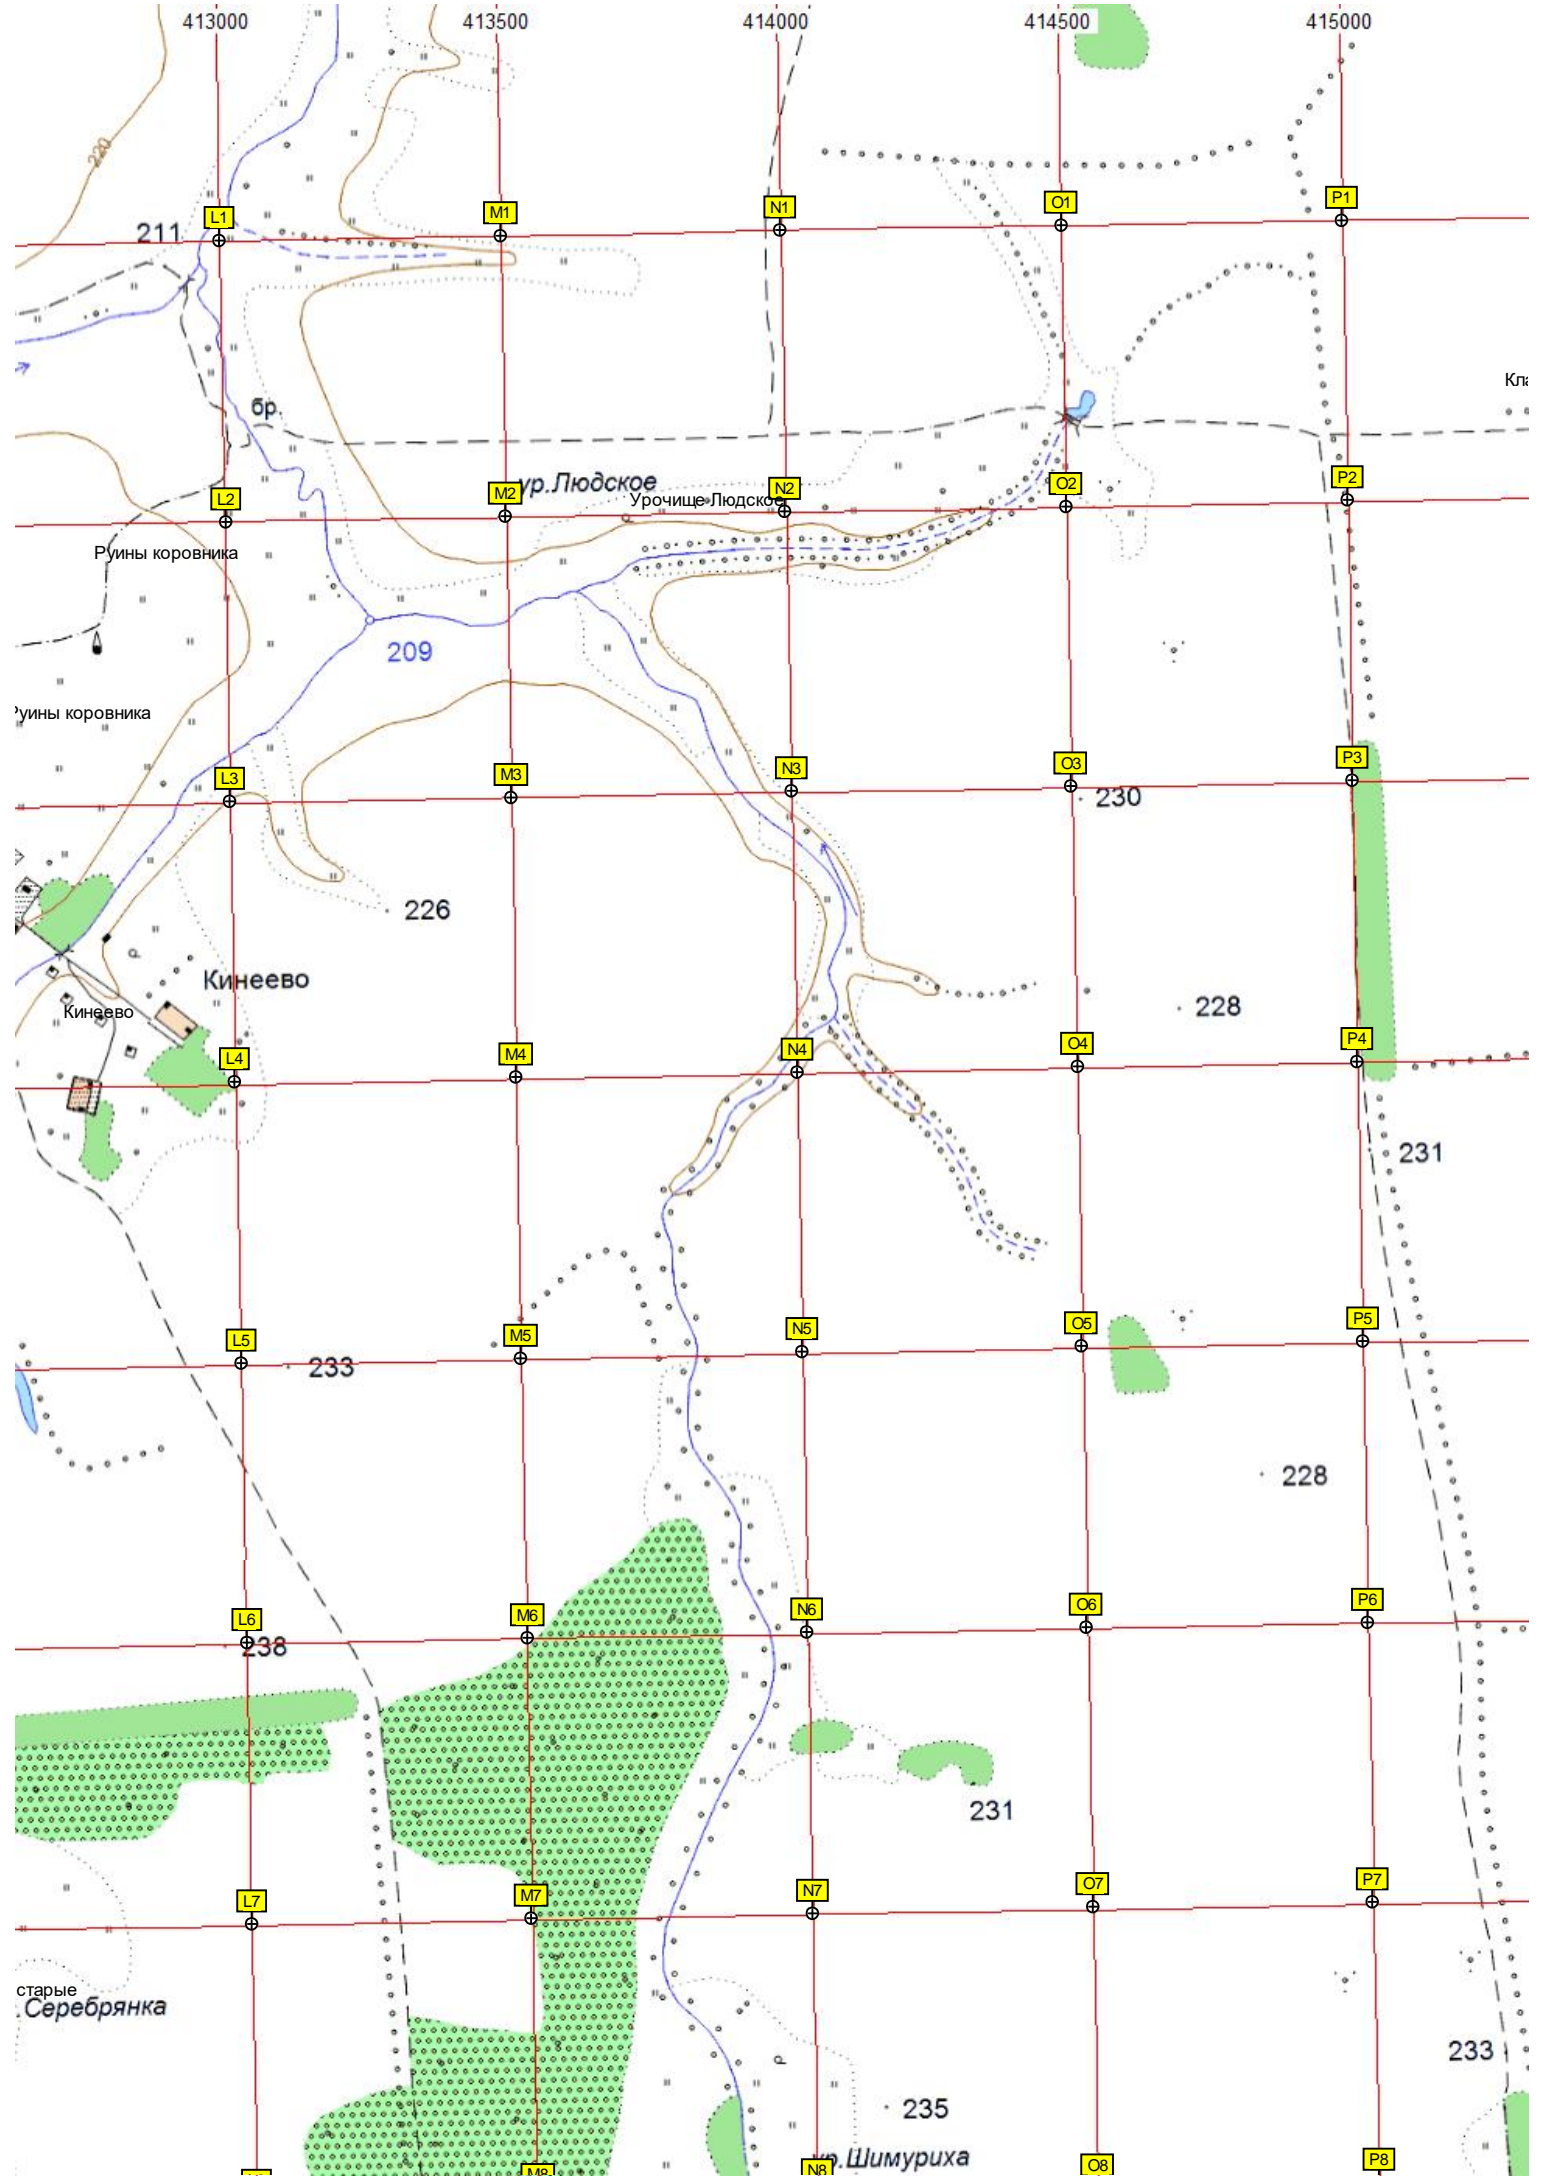 413000 413500 414000 414500 415000
220
211 L1 M1 N1 O1 P1
бр.
ур.Людское
Урочище Людское
L2 M2 N2 O2 P2
Руины коровника
209
Руины коровника
L3 M3 N3 O3 P3
230
226
Кинеево
Кинеево
228
L4 M4 N4 O4 P4
231
L5 M5 N5 O5 P5
233
228
L6 M6 N6 O6 P6
238
231
L7 M7 N7 O7 P7
старые
Серебрянка
233
235
ур.Шимуриха
M8 N8 O8 P8